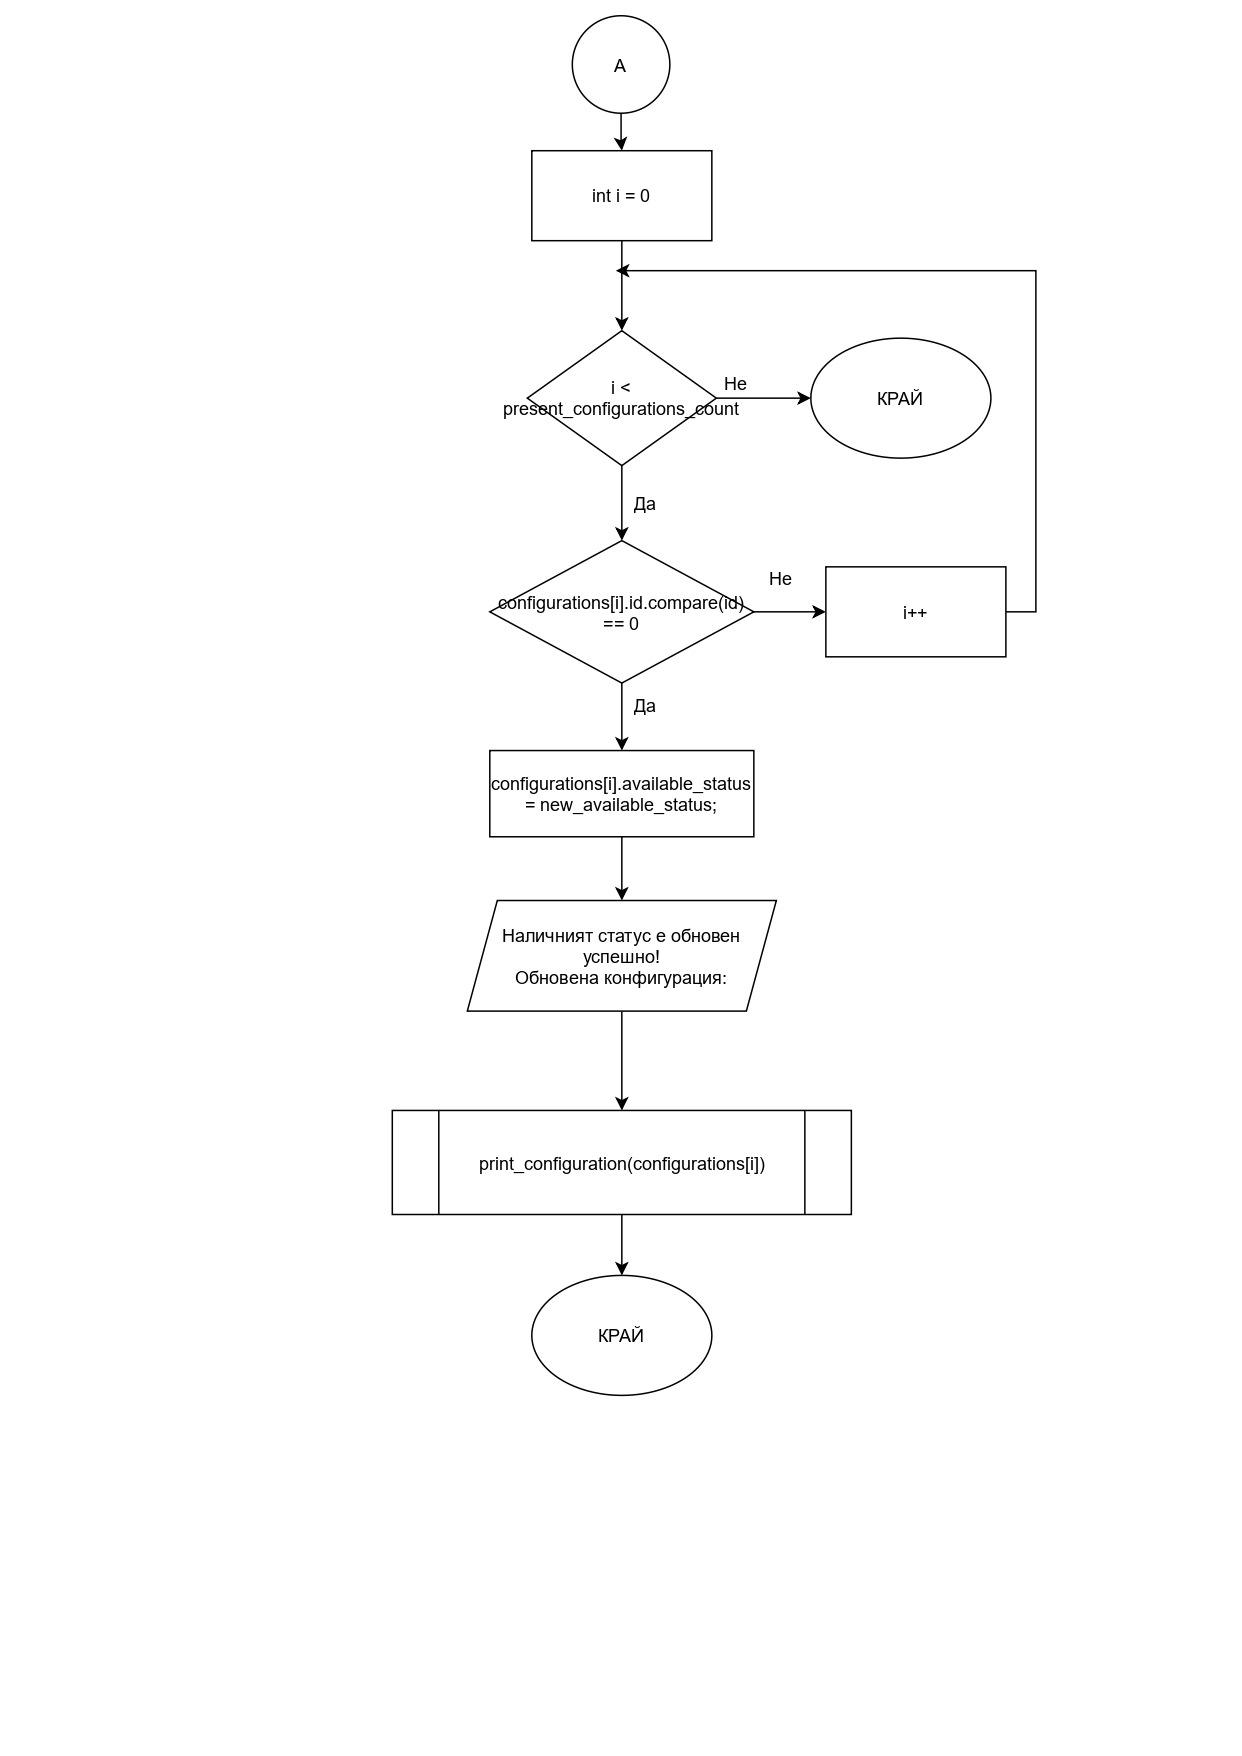 A
int i = 0
i <
present_configurations_count
Не
КРАЙ
Да
configurations[i].id.compare(id)
== 0
Не
i++
Да
configurations[i].available_status
= new_available_status;
Наличният статус е обновен
успешно!
Обновена конфигурация:
print_configuration(configurations[i])
КРАЙ